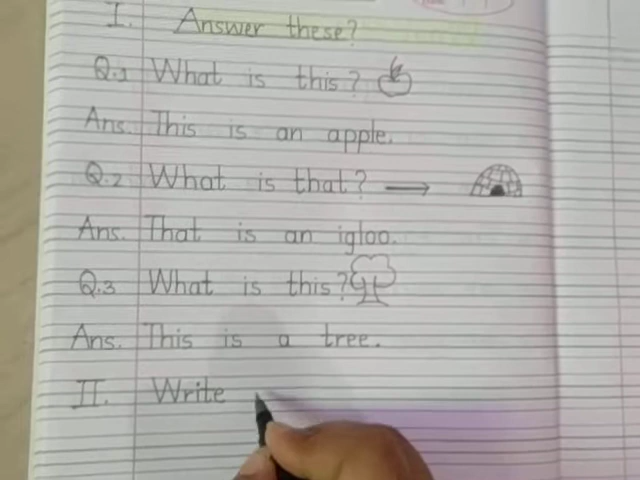 I. Answer these?
Q.1 What is this?
Ans. This is an apple.
Q.2 What is that?
Ans. That is an igloo.
Q.3 What is this?
Ans. This is a tree.
II. Write